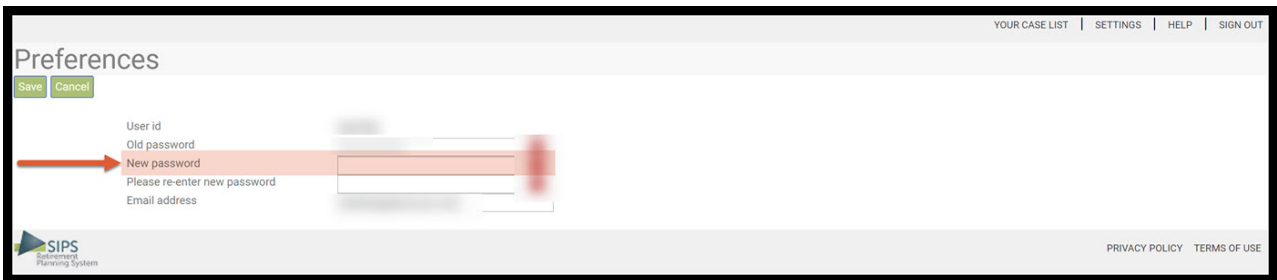 YOUR CASE LIST | SETTINGS | HELP | SIGN OUT
Preferences
Save Cancel
User id
Old password
New password
Please re-enter new password
Email address
SIPS
Retirement
Planning System
PRIVACY POLICY TERMS OF USE